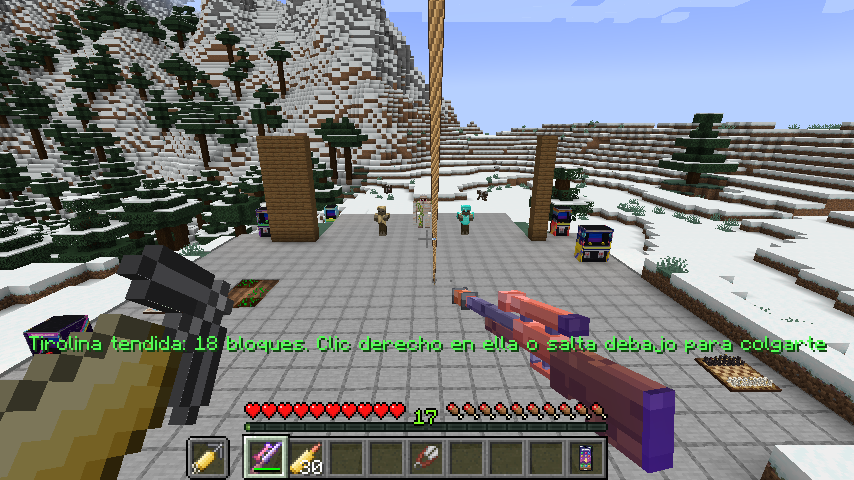 Tirolina tendida: 18 bloques. Clic derecho en ella o salta debajo para colgarte
17
30